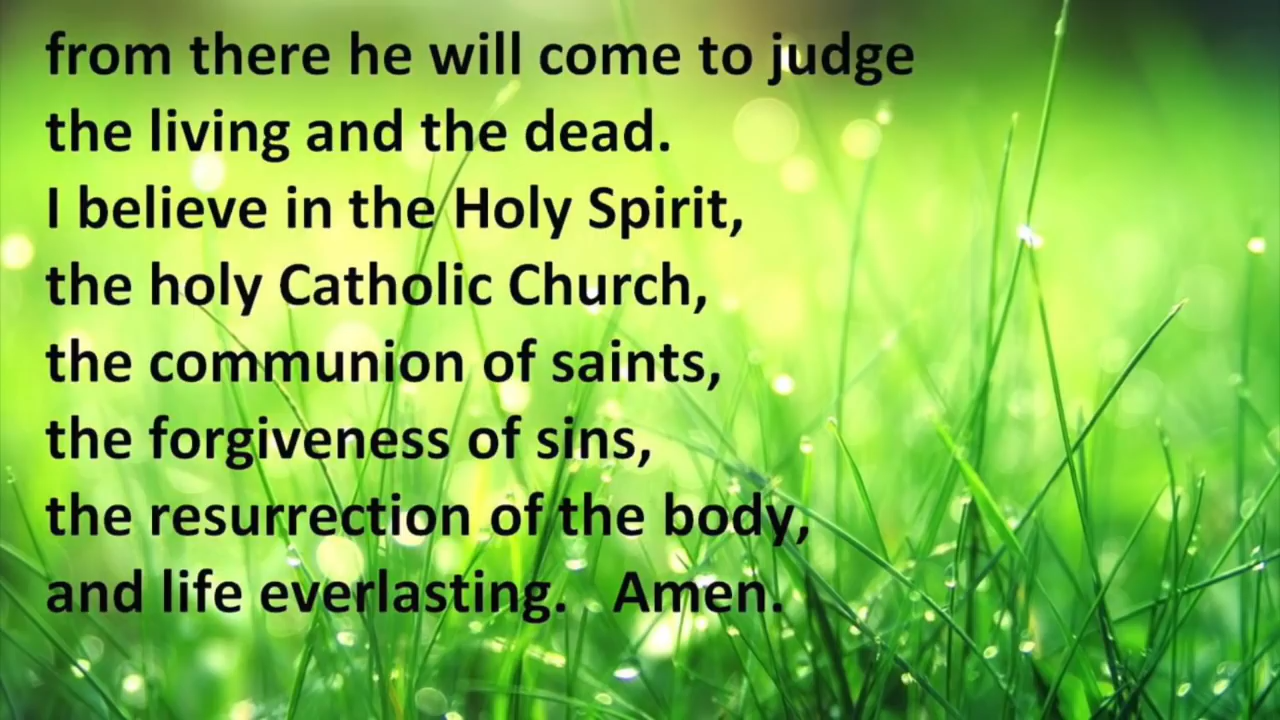 from there he will come to judge
the living and the dead.
I believe in the Holy Spirit,
the holy Catholic Church,
the communion of saints,
the forgiveness of sins,
the resurrection of the body,
and life everlasting. Amen.